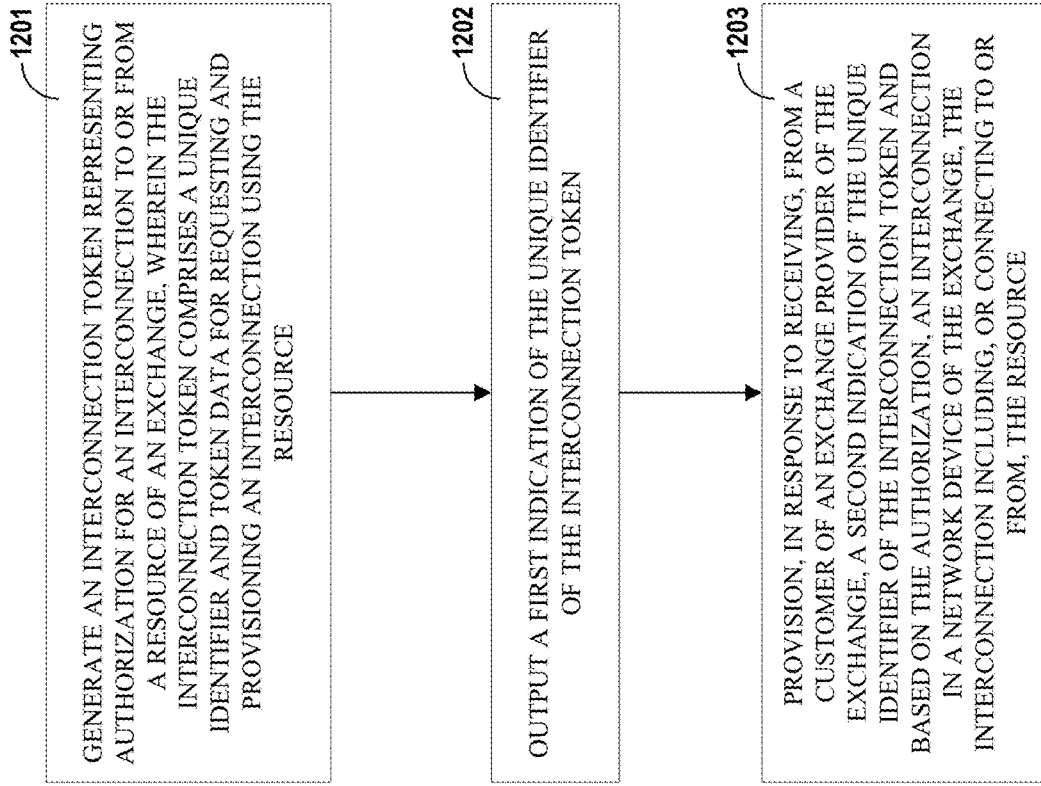 1201
GENERATE AN INTERCONNECTION TOKEN REPRESENTING
AUTHORIZATION FOR AN INTERCONNECTION TO OR FROM
A RESOURCE OF AN EXCHANGE, WHEREIN THE
INTERCONNECTION TOKEN COMPRISES A UNIQUE
IDENTIFIER AND TOKEN DATA FOR REQUESTING AND
PROVISIONING AN INTERCONNECTION USING THE
RESOURCE
1202
OUTPUT A FIRST INDICATION OF THE UNIQUE IDENTIFIER
OF THE INTERCONNECTION TOKEN
1203
PROVISION, IN RESPONSE TO RECEIVING, FROM A
CUSTOMER OF AN EXCHANGE PROVIDER OF THE
EXCHANGE, A SECOND INDICATION OF THE UNIQUE
IDENTIFIER OF THE INTERCONNECTION TOKEN AND
BASED ON THE AUTHORIZATION, AN INTERCONNECTION
IN A NETWORK DEVICE OF THE EXCHANGE, THE
INTERCONNECTION INCLUDING, OR CONNECTING TO OR
FROM, THE RESOURCE